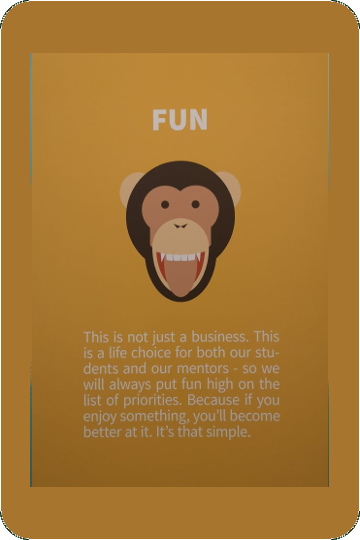 FUN
This is not just a business. This
is a life choice for both our stu-
dents and our mentors - so we
will always put fun high on the
list of priorities. Because if you
enjoy something, you'll become
better at it. It's that simple.